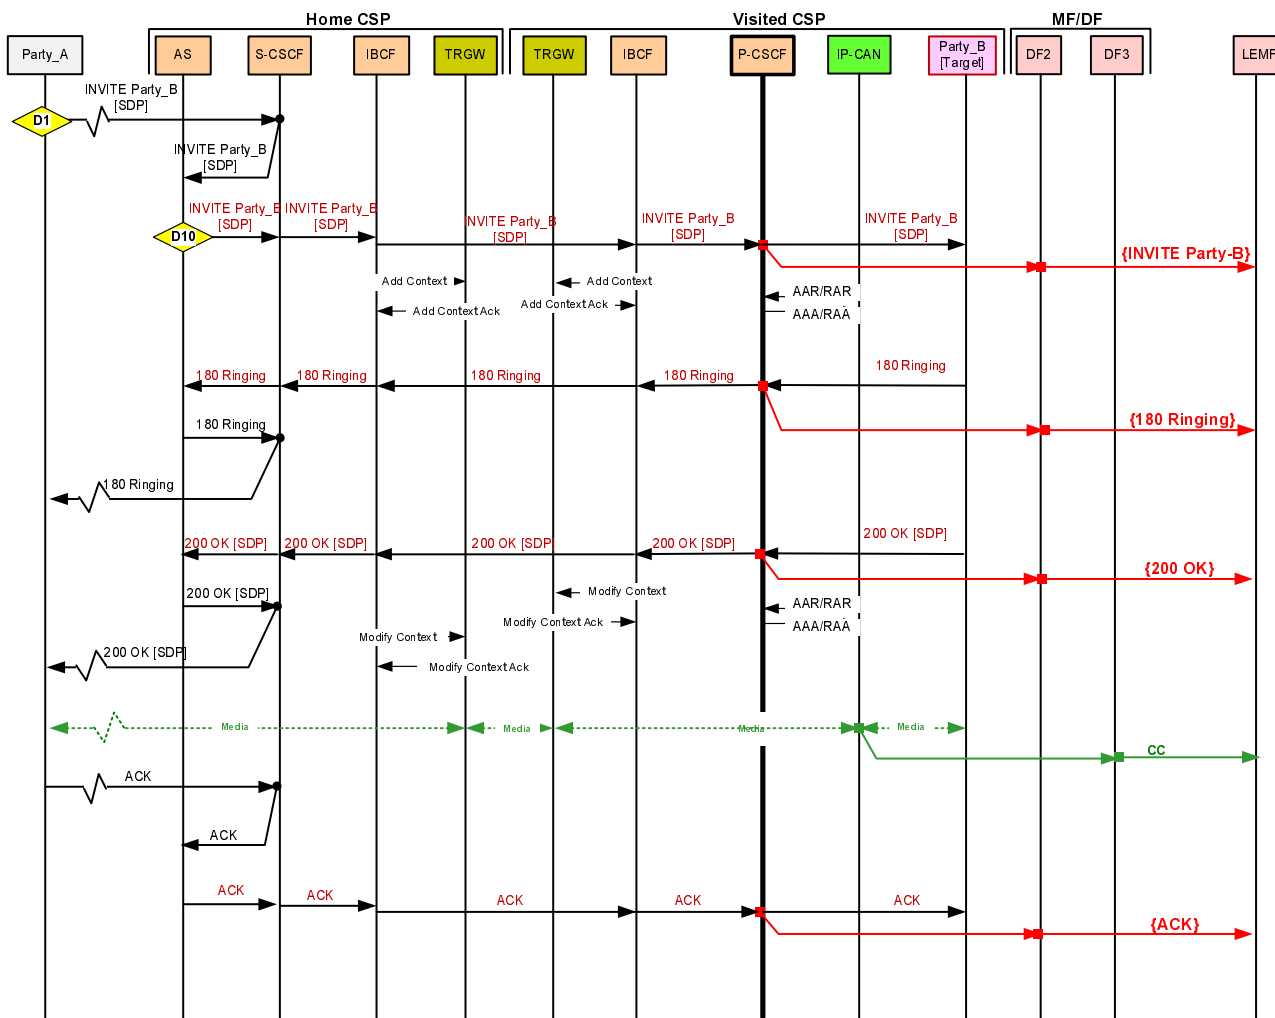 Home CSP
Visited CSP
MF/DF
Party_A
AS
S-CSCF
IBCF
TRGW
TRGW
IBCF
P-CSCF
IP-CAN
Party_B
[Target]
DF2
DF3
LEMF
INVITE Party_B
[SDP]
D1
INVITE Party_B
[SDP]
D10
INVITE Party_B
[SDP]
INVITE Party_B
[SDP]
NVITE Party_B
[SDP]
INVITE Party_B
[SDP]
INVITE Party_B
[SDP]
{INVITE Party-B}
Add Context
Add Context
AAR/RAR
Add Context Ack
Add Context Ack
AAA/RAA
180 Ringing
180 Ringing
180 Ringing
180 Ringing
180 Ringing
{180 Ringing}
180 Ringing
180 Ringing
200 OK [SDP]
200 OK [SDP]
200 OK [SDP]
200 OK [SDP]
200 OK [SDP]
{200 OK}
200 OK [SDP]
Modify Context
AAR/RAR
Modify Context Ack
AAA/RAA
Modify Context
200 OK [SDP]
Modify Context Ack
Media
Media
Media
Media
CC
ACK
ACK
ACK
ACK
ACK
ACK
ACK
{ACK}